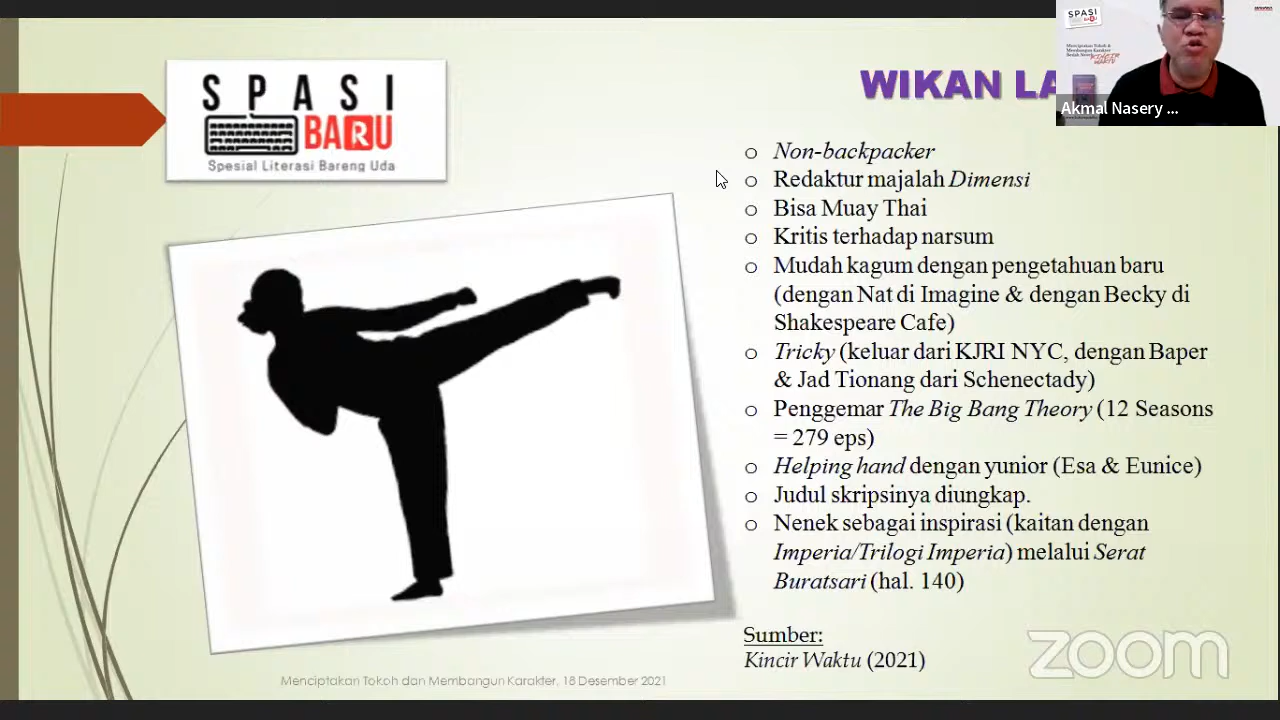 SPASI
BARU
Spesial Literasi Bareng Uda
WIKAN LA
Akmal Nasery ...
SPASI
o Non-backpacker
o Redaktur majalah Dimensi
o Bisa Muay Thai
o Kritis terhadap narsum
o Mudah kagum dengan pengetahuan baru
(dengan Nat di Imagine & dengan Becky di
Shakespeare Cafe)
o Tricky (keluar dari KJRI NYC, dengan Baper
& Jad Tionang dari Schenectady)
o Penggemar The Big Bang Theory (12 Seasons
= 279 eps)
o Helping hand dengan yunior (Esa & Eunice)
o Judul skripsinya diungkap.
o Nenek sebagai inspirasi (kaitan dengan
Imperia/Trilogi Imperia) melalui Serat
Buratsari (hal. 140)
Sumber:
Kincir Waktu (2021)
Menciptakan Tokoh dan Membangun Karakter, 18 Desember 2021
zoom